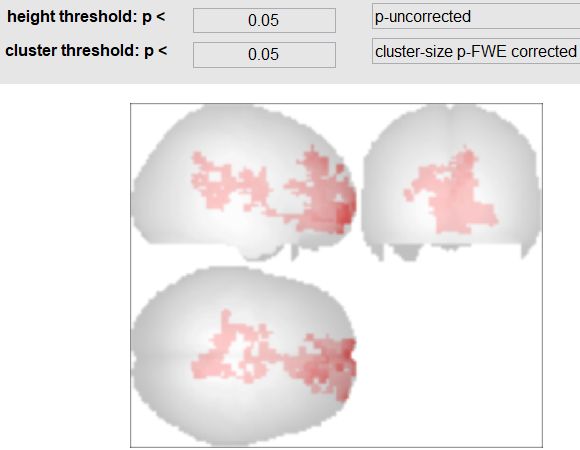 height threshold: p < 0.05 p-uncorrected
cluster threshold: p < 0.05 cluster-size p-FWE corrected